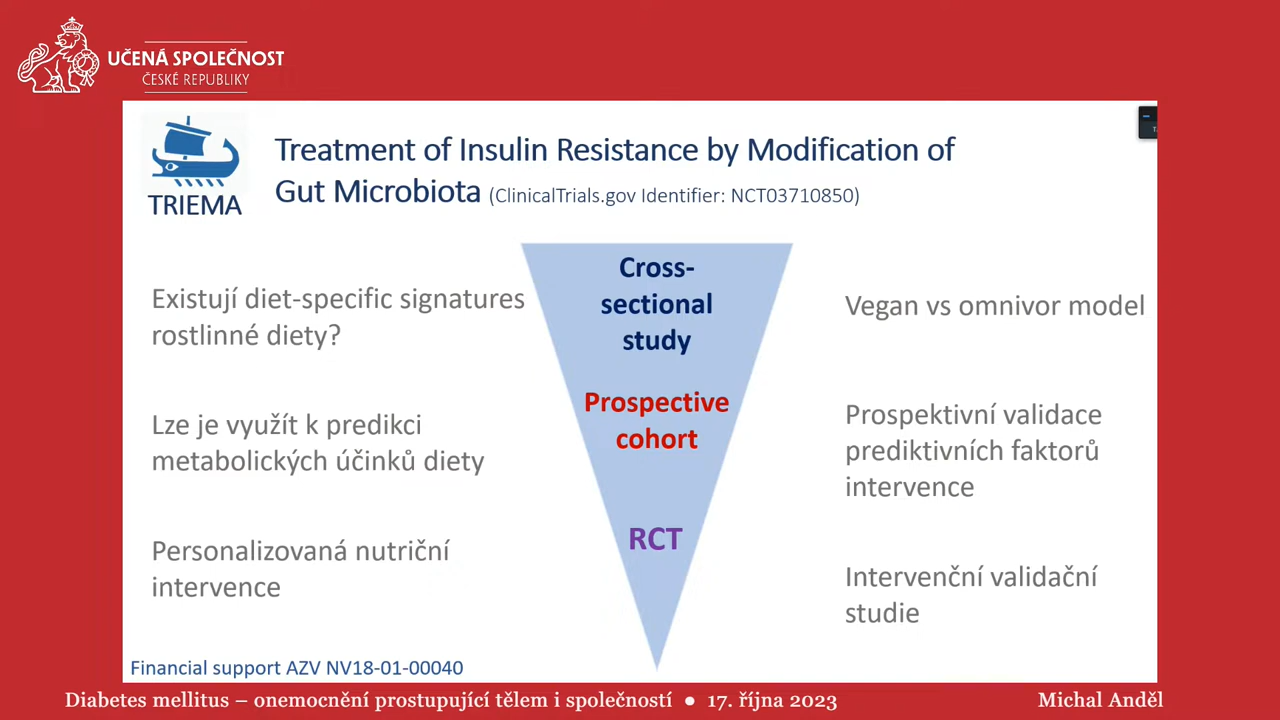 UČENÁ SPOLEČNOST
ČESKÉ REPUBLIKY
TRIEMA
Treatment of Insulin Resistance by Modification of
Gut Microbiota (ClinicalTrials.gov Identifier: NCT03710850)
Existují diet-specific signatures
rostlinné diety?
Cross-
sectional
study
Vegan vs omnivor model
Lze je využít k predikci
metabolických účinků diety
Prospective
cohort
Prospektivní validace
prediktivních faktorů
intervence
Personalizovaná nutriční
intervence
RCT
Intervenční validační
studie
Financial support AZV NV18-01-00040
Diabetes mellitus – onemocnění prostupující tělem i společností ● 17. října 2023
Michal Anděl